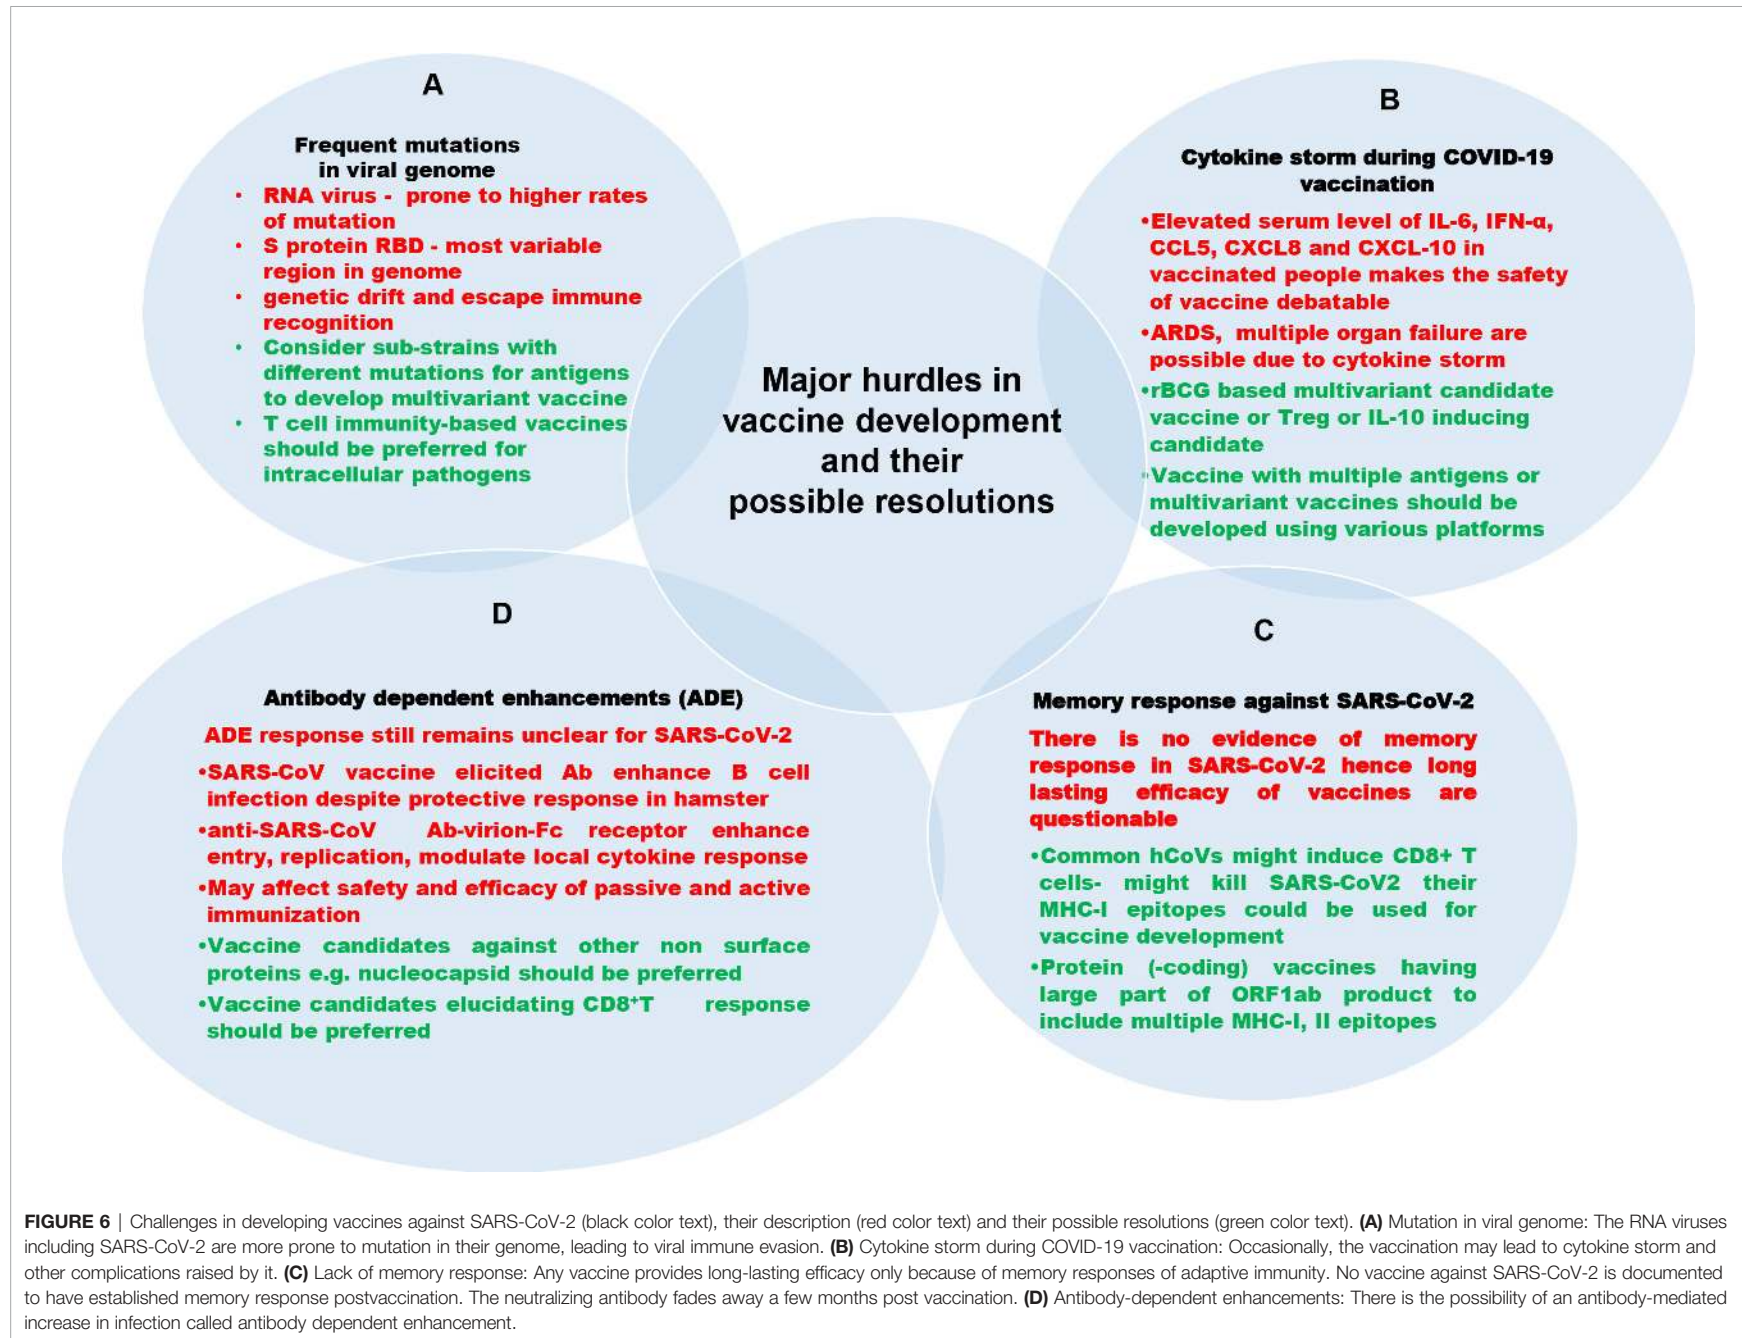 A
Frequent mutations
in viral genome
• RNA virus - prone to higher rates
of mutation
• S protein RBD - most variable
region in genome
• genetic drift and escape immune
recognition
• Consider sub-strains with
different mutations for antigens
to develop multivariant vaccine
• T cell immunity-based vaccines
should be preferred for
intracellular pathogens
B
Cytokine storm during COVID-19
vaccination
•Elevated serum level of IL-6, IFN-α,
CCL5, CXCL8 and CXCL-10 in
vaccinated people makes the safety
of vaccine debatable
•ARDS, multiple organ failure are
possible due to cytokine storm
•rBCG based multivariant candidate
vaccine or Treg or IL-10 inducing
candidate
•Vaccine with multiple antigens or
multivariant vaccines should be
developed using various platforms
Major hurdles in
vaccine development
and their
possible resolutions
D
Antibody dependent enhancements (ADE)
ADE response still remains unclear for SARS-CoV-2
•SARS-CoV vaccine elicited Ab enhance B cell
infection despite protective response in hamster
•anti-SARS-CoV Ab-virion-Fc receptor enhance
entry, replication, modulate local cytokine response
•May affect safety and efficacy of passive and active
immunization
•Vaccine candidates against other non surface
proteins e.g. nucleocapsid should be preferred
•Vaccine candidates elucidating CD8⁺T response
should be preferred
C
Memory response against SARS-CoV-2
There is no evidence of memory
response in SARS-CoV-2 hence long
lasting efficacy of vaccines are
questionable
•Common hCoVs might induce CD8+ T
cells- might kill SARS-CoV2 their
MHC-I epitopes could be used for
vaccine development
•Protein (-coding) vaccines having
large part of ORF1ab product to
include multiple MHC-I, II epitopes
FIGURE 6 | Challenges in developing vaccines against SARS-CoV-2 (black color text), their description (red color text) and their possible resolutions (green color text). (A) Mutation in viral genome: The RNA viruses
including SARS-CoV-2 are more prone to mutation in their genome, leading to viral immune evasion. (B) Cytokine storm during COVID-19 vaccination: Occasionally, the vaccination may lead to cytokine storm and
other complications raised by it. (C) Lack of memory response: Any vaccine provides long-lasting efficacy only because of memory responses of adaptive immunity. No vaccine against SARS-CoV-2 is documented
to have established memory response postvaccination. The neutralizing antibody fades away a few months post vaccination. (D) Antibody-dependent enhancements: There is the possibility of an antibody-mediated
increase in infection called antibody dependent enhancement.